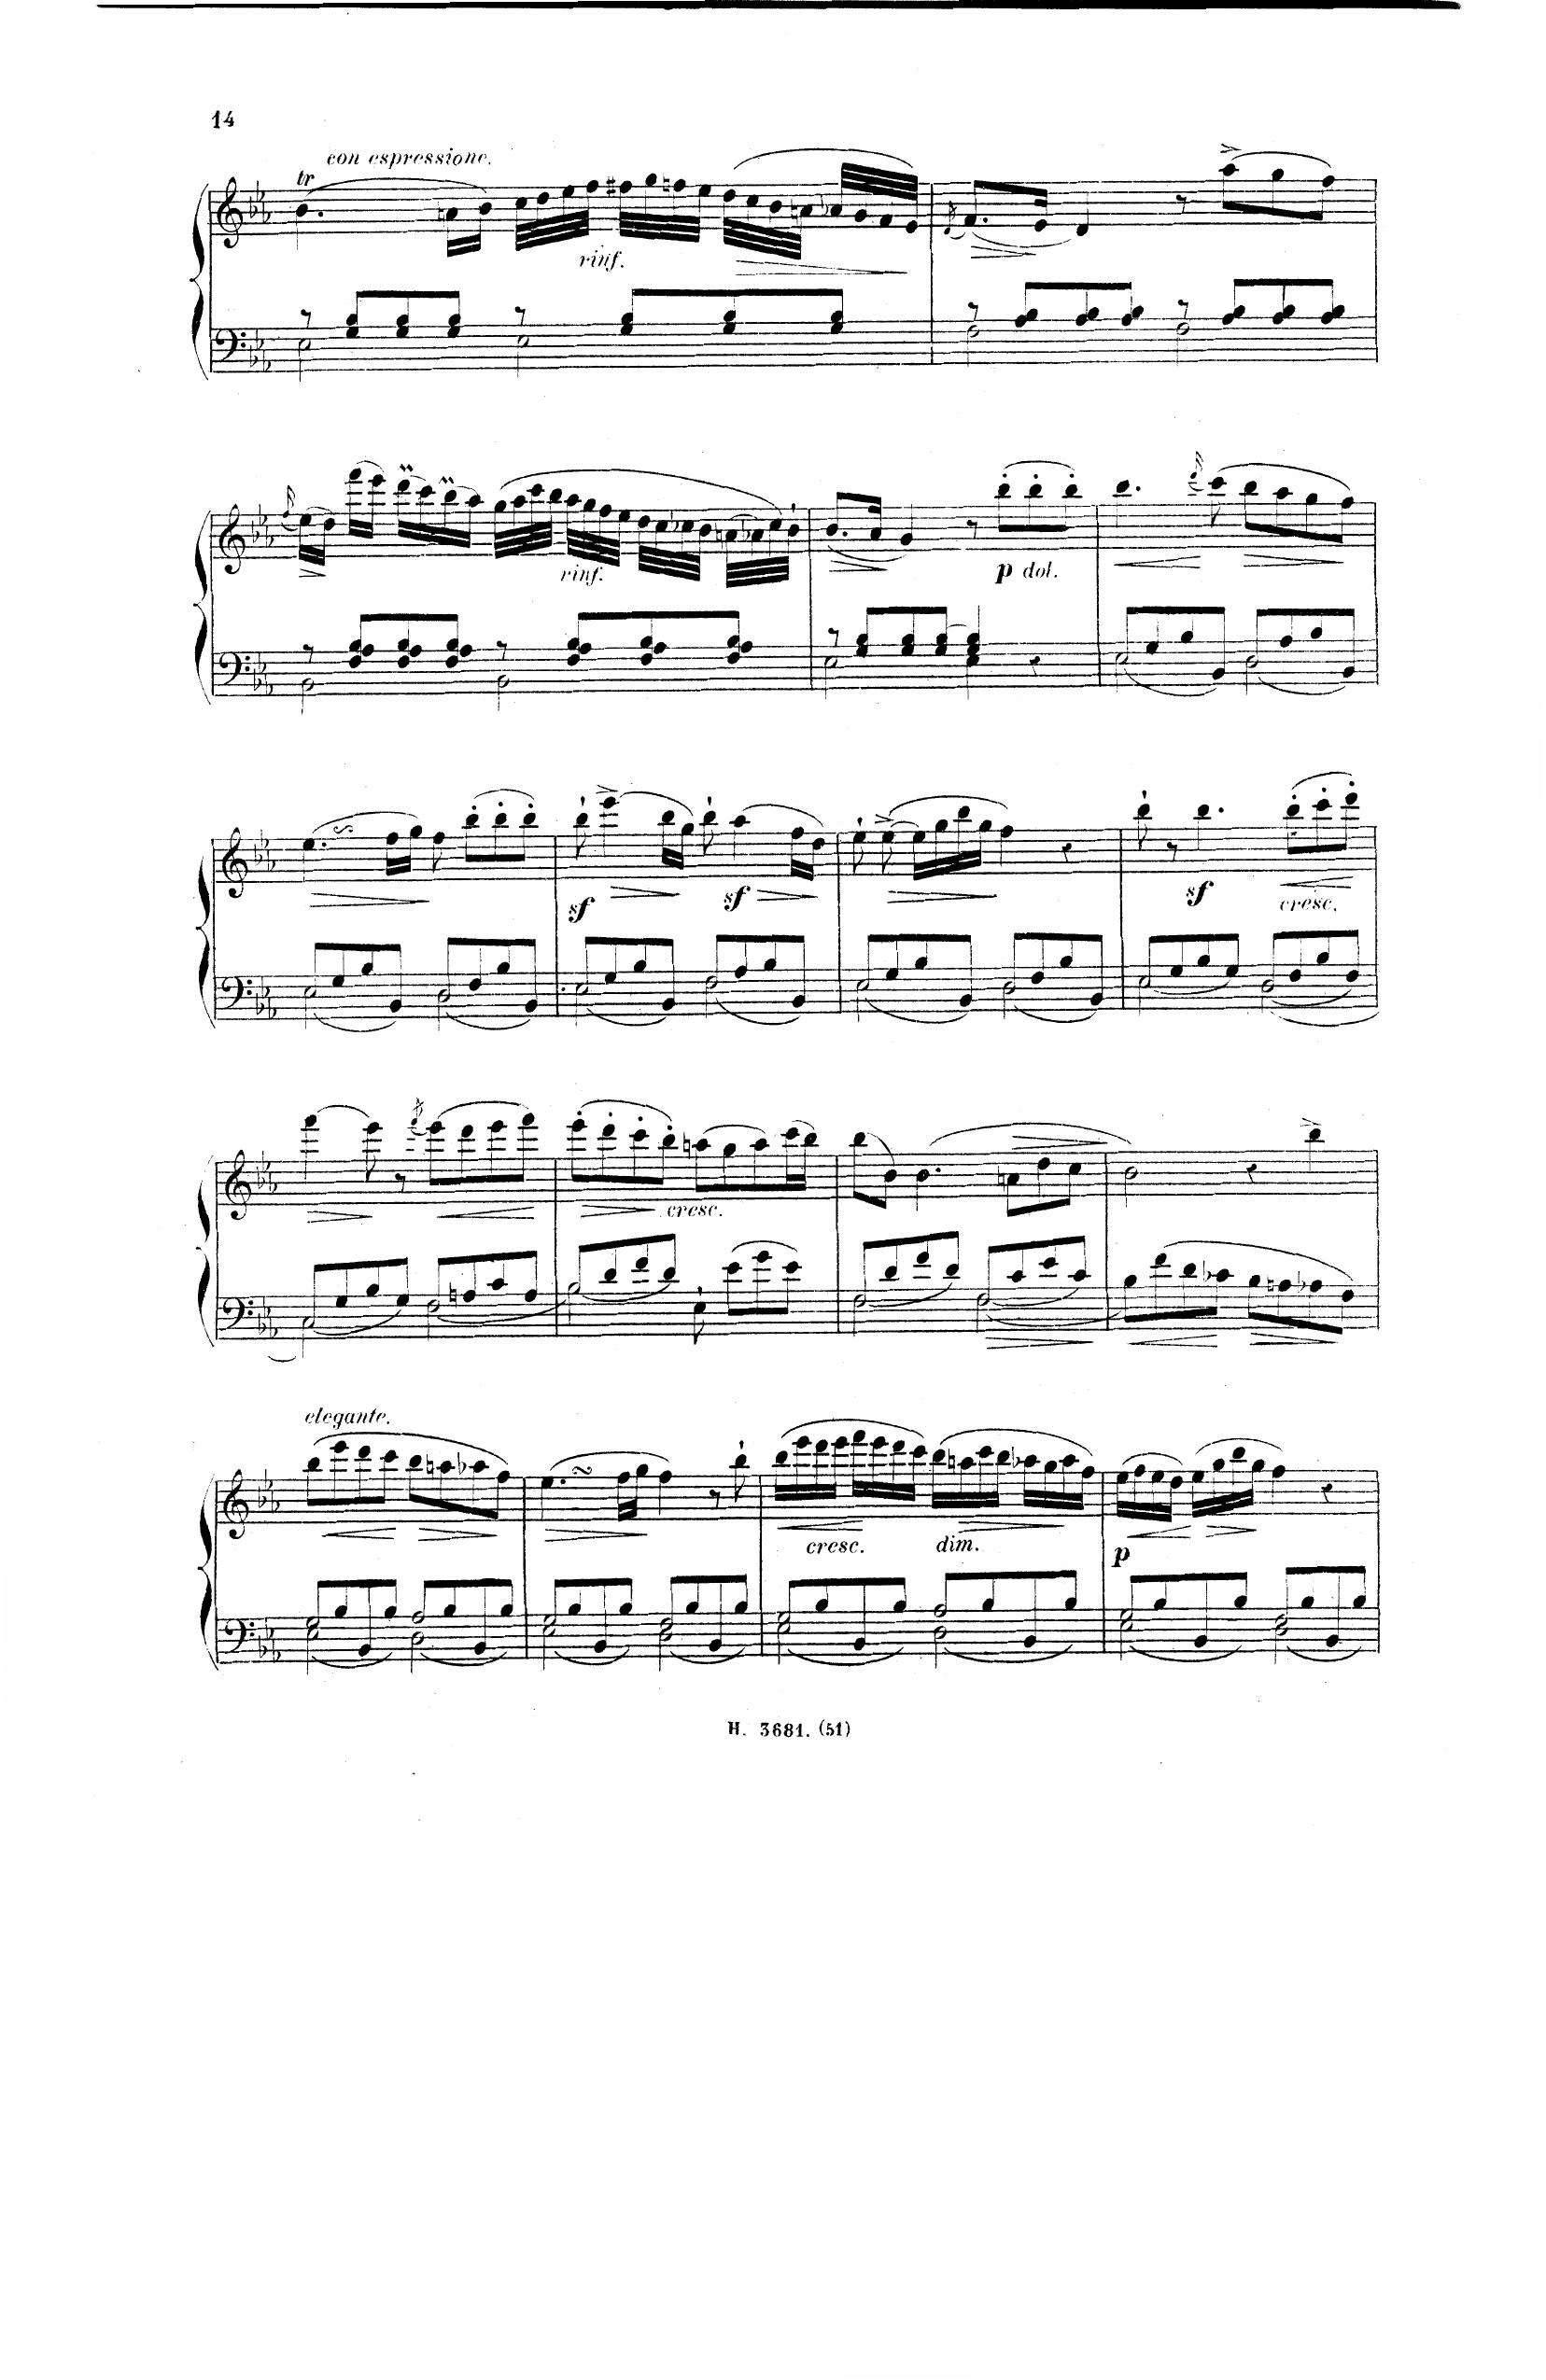 14
con espressione.
tr
rinf.
rinf.
p dol.
sf
sf
sf
cresc.
cresc.
elegante.
cresc.
dim.
p
H. 3681. (51)